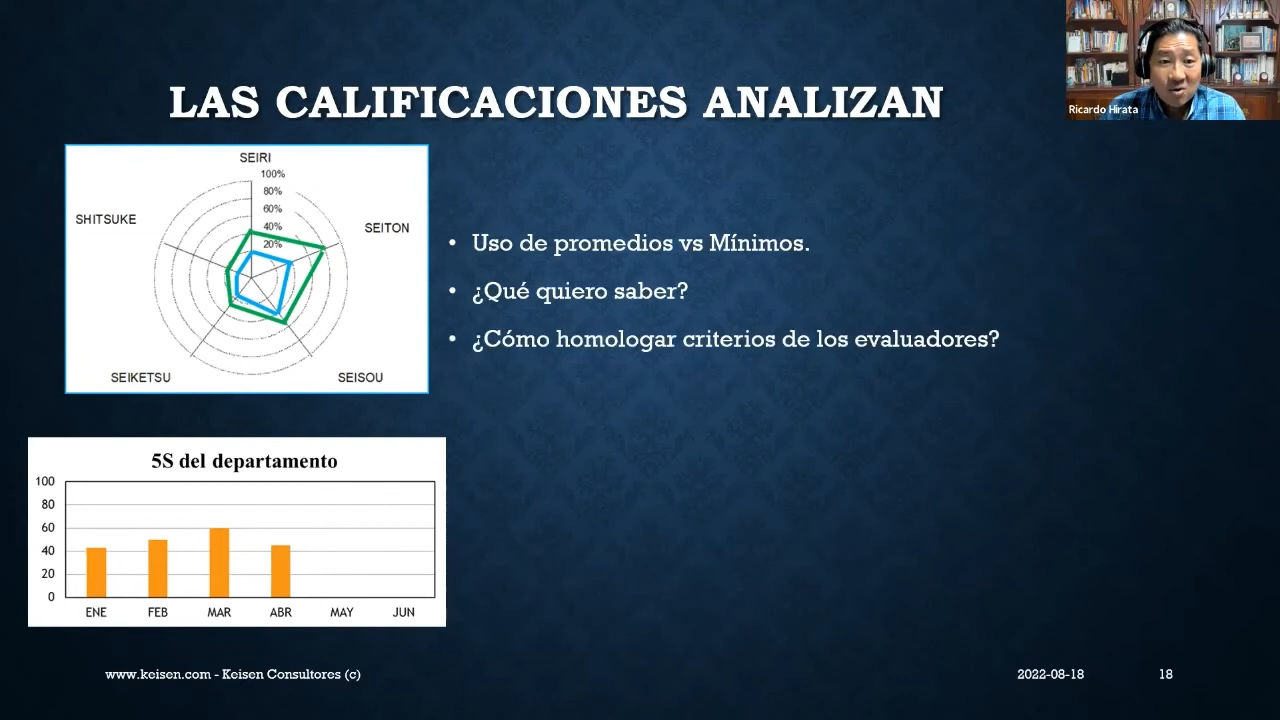 Ricardo Hirata
LAS CALIFICACIONES ANALIZAN
SEIRI
100%
80%
60%
40%
20%
SHITSUKE
SEITON
SEIKETSU
SEISOU
• Uso de promedios vs Mínimos.
• ¿Qué quiero saber?
• ¿Cómo homologar criterios de los evaluadores?
5S del departamento
100
80
60
40
20
0
ENE FEB MAR ABR MAY JUN
www.keisen.com - Keisen Consultores (c)
2022-08-18
18